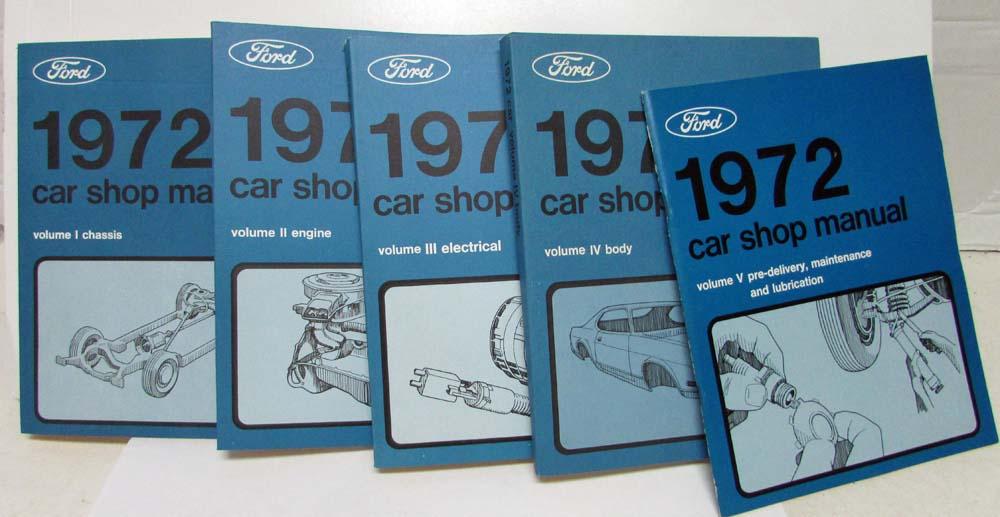 Ford
1972
car shop ma
volume I chassis
Ford
197
car shop
volume II engine
Ford
197
car shop
volume III electrical
Ford
197
car shop
volume IV body
Ford
1972
car shop manual
volume V pre-delivery, maintenance
and lubrication